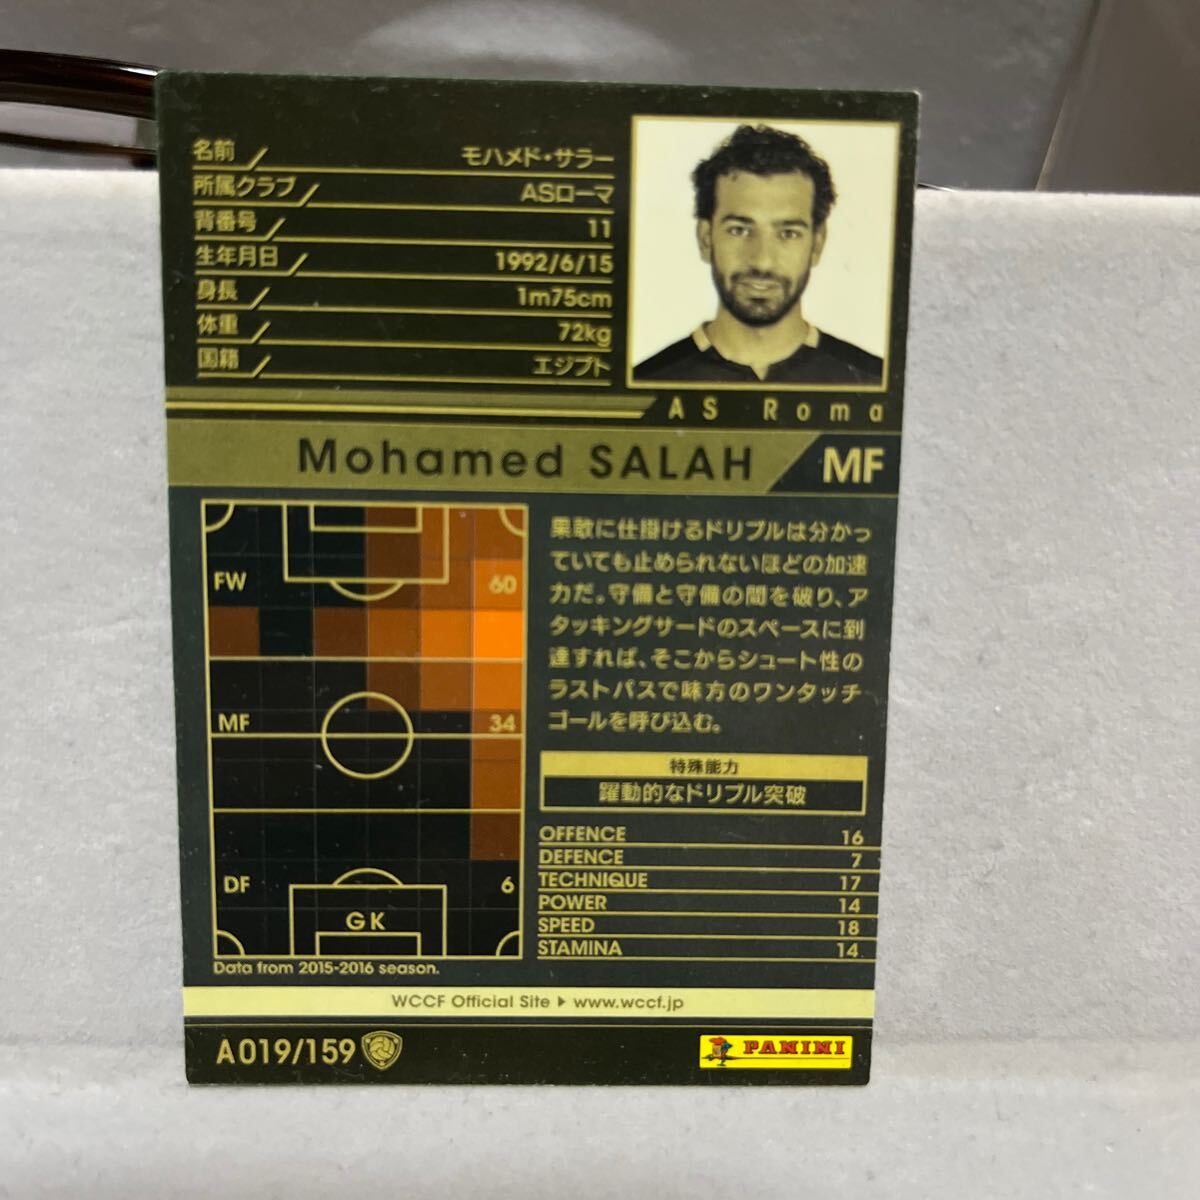 名前 モハメド・サラー
所属クラブ ASローマ
背番号 11
生年月日 1992/6/15
身長 1m75cm
体重 72kg
国籍 エジプト
AS Roma
Mohamed SALAH MF
FW 60
MF 34
DF 6
GK
Data from 2015-2016 season.
果敢に仕掛けるドリブルは分かっ
ていても止められないほどの加速
力だ。守備と守備の間を破り、ア
タッキングサードのスペースに到
達すれば、そこからシュート性の
ラストパスで味方のワンタッチ
ゴールを呼び込む。
特殊能力
躍動的なドリブル突破
OFFENCE 16
DEFENCE 7
TECHNIQUE 17
POWER 14
SPEED 18
STAMINA 14
WCCF Official Site ▶ www.wccf.jp
A019/159
PANINI